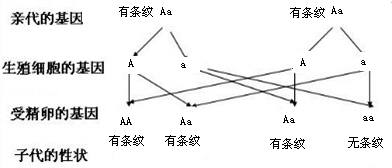 亲代的基因 有条纹 Aa 有条纹 Aa
生殖细胞的基因 A a A a
受精卵的基因 AA Aa Aa aa
有条纹 有条纹 有条纹 无条纹
子代的性状